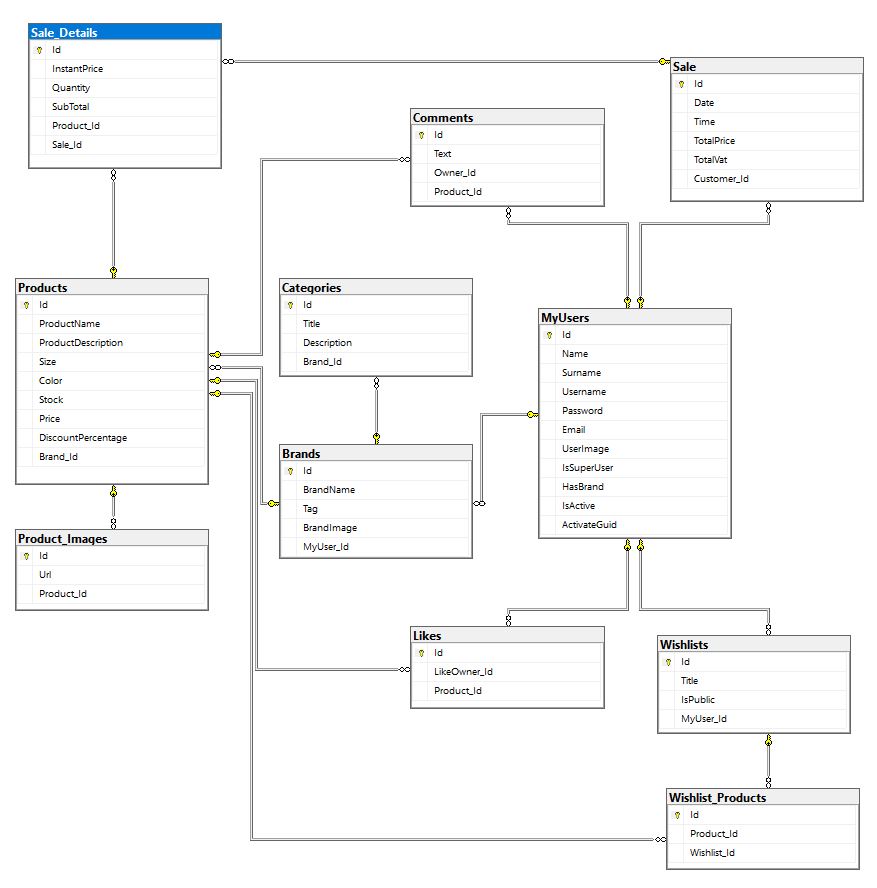 Sale_Details
Id
InstantPrice
Quantity
SubTotal
Product_Id
Sale_Id
Sale
Id
Date
Time
TotalPrice
TotalVat
Customer_Id
Comments
Id
Text
Owner_Id
Product_Id
Products
Id
ProductName
ProductDescription
Size
Color
Stock
Price
DiscountPercentage
Brand_Id
Categories
Id
Title
Description
Brand_Id
MyUsers
Id
Name
Surname
Username
Password
Email
UserImage
IsSuperUser
HasBrand
IsActive
ActivateGuid
Brands
Id
BrandName
Tag
BrandImage
MyUser_Id
Product_Images
Id
Url
Product_Id
Likes
Id
LikeOwner_Id
Product_Id
Wishlists
Id
Title
IsPublic
MyUser_Id
Wishlist_Products
Id
Product_Id
Wishlist_Id